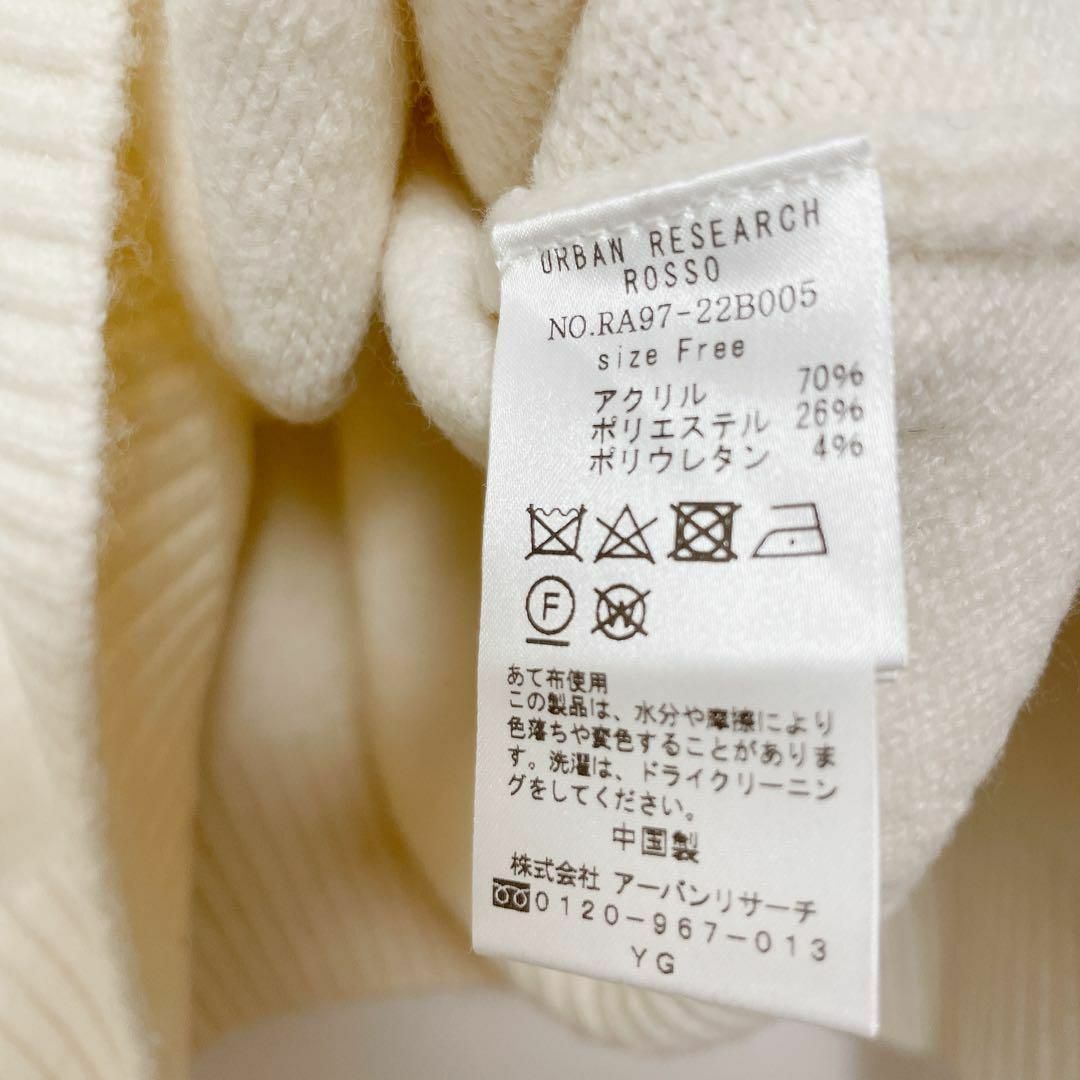 URBAN RESEARCH
ROSSO
NO.RA97-22B005
size Free
アクリル 70%
ポリエステル 26%
ポリウレタン 4%
F
W
あて布使用
この製品は、水分や摩擦により
色落ちや変色することがありま
す。洗濯は、ドライクリーニン
グをしてください。
中国製
株式会社 アーバンリサーチ
0120-967-013
YG